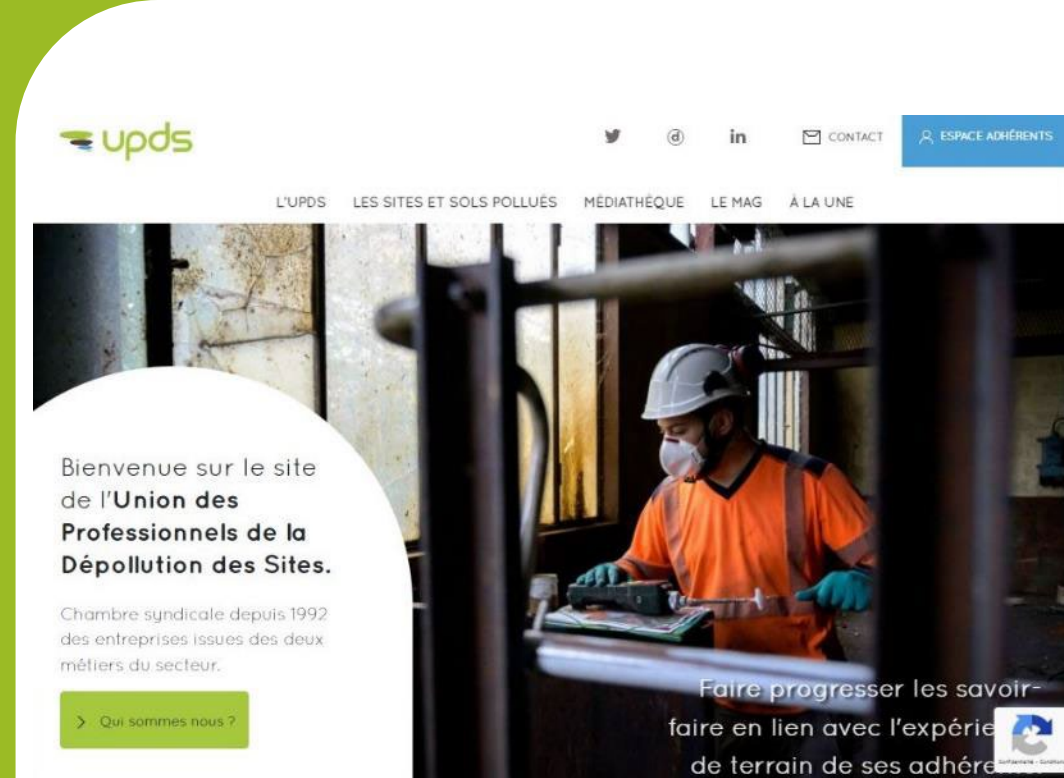 upds
CONTACT
ESPACE ADHÉRENTS
L'UPDS LES SITES ET SOLS POLLUÉS MÉDIATHÈQUE LE MAG À LA UNE
Bienvenue sur le site
de l'Union des
Professionnels de la
Dépollution des Sites.
Chambre syndicale depuis 1992
des entreprises issues des deux
métiers du secteur.
Qui sommes nous ?
Faire progresser les savoir-
faire en lien avec l'expérie
de terrain de ses adhére